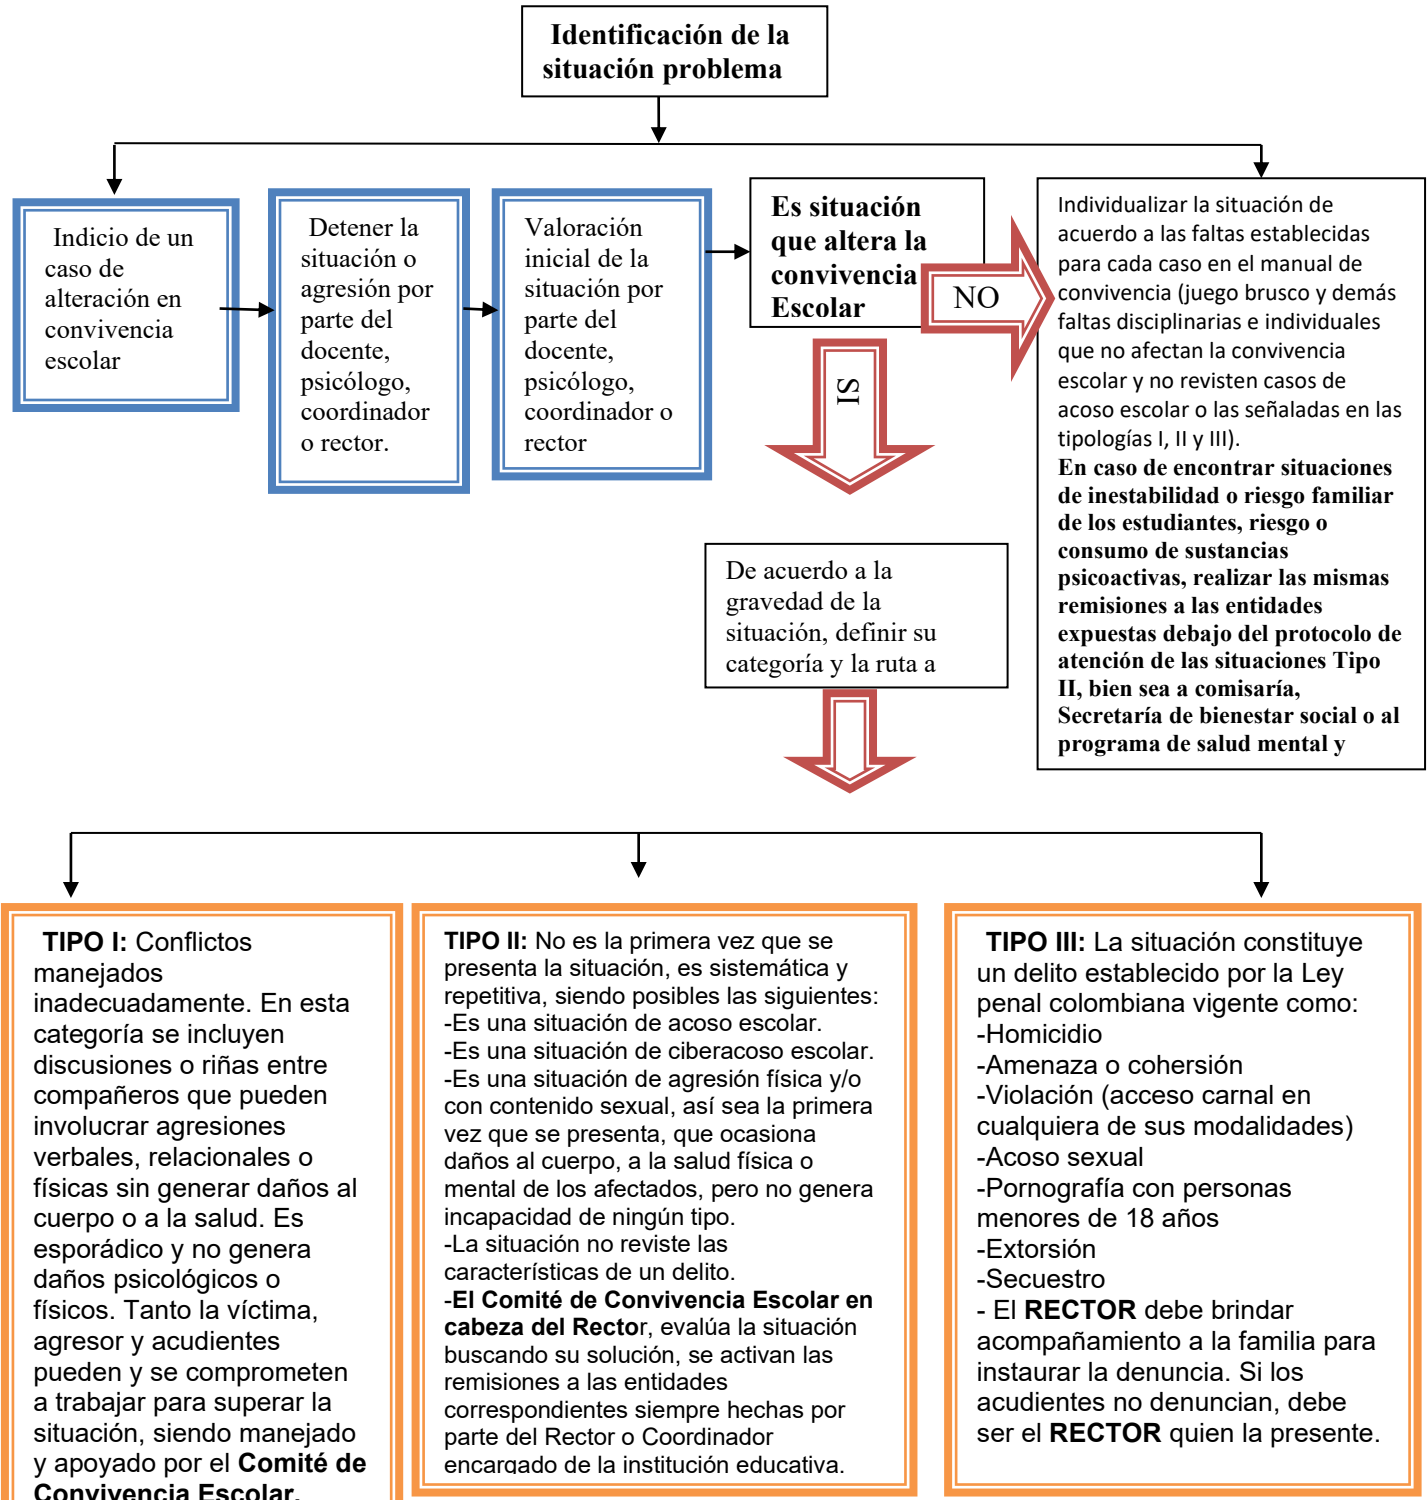 Identificación de la
situación problema
Indicio de un
caso de
alteración en
convivencia
escolar
Detener la
situación o
agresión por
parte del
docente,
psicólogo,
coordinador
o rector.
Valoración
inicial de la
situación por
parte del
docente,
psicólogo,
coordinador o
rector
Es situación
que altera la
convivencia
Escolar
NO
SI
Individualizar la situación de
acuerdo a las faltas establecidas
para cada caso en el manual de
convivencia (juego brusco y demás
faltas disciplinarias e individuales
que no afectan la convivencia
escolar y no revisten casos de
acoso escolar o las señaladas en las
tipologías I, II y III).
En caso de encontrar situaciones
de inestabilidad o riesgo familiar
de los estudiantes, riesgo o
consumo de sustancias
psicoactivas, realizar las mismas
remisiones a las entidades
expuestas debajo del protocolo de
atención de las situaciones Tipo
II, bien sea a comisaría,
Secretaría de bienestar social o al
programa de salud mental y
De acuerdo a la
gravedad de la
situación, definir su
categoría y la ruta a
TIPO I: Conflictos
manejados
inadecuadamente. En esta
categoría se incluyen
discusiones o riñas entre
compañeros que pueden
involucrar agresiones
verbales, relacionales o
físicas sin generar daños al
cuerpo o a la salud. Es
esporádico y no genera
daños psicológicos o
físicos. Tanto la víctima,
agresor y acudientes
pueden y se comprometen
a trabajar para superar la
situación, siendo manejado
y apoyado por el Comité de
Convivencia Escolar.
TIPO II: No es la primera vez que se
presenta la situación, es sistemática y
repetitiva, siendo posibles las siguientes:
-Es una situación de acoso escolar.
-Es una situación de ciberacoso escolar.
-Es una situación de agresión física y/o
con contenido sexual, así sea la primera
vez que se presenta, que ocasiona
daños al cuerpo, a la salud física o
mental de los afectados, pero no genera
incapacidad de ningún tipo.
-La situación no reviste las
características de un delito.
-El Comité de Convivencia Escolar en
cabeza del Rector, evalúa la situación
buscando su solución, se activan las
remisiones a las entidades
correspondientes siempre hechas por
parte del Rector o Coordinador
encargado de la institución educativa.
TIPO III: La situación constituye
un delito establecido por la Ley
penal colombiana vigente como:
-Homicidio
-Amenaza o cohersión
-Violación (acceso carnal en
cualquiera de sus modalidades)
-Acoso sexual
-Pornografía con personas
menores de 18 años
-Extorsión
-Secuestro
- El RECTOR debe brindar
acompañamiento a la familia para
instaurar la denuncia. Si los
acudientes no denuncian, debe
ser el RECTOR quien la presente.